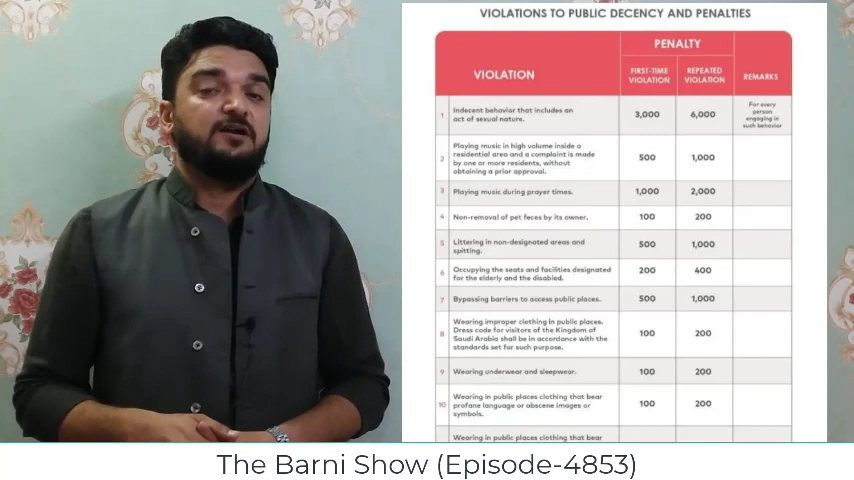 VIOLATIONS TO PUBLIC DECENCY AND PENALTIES
PENALTY
VIOLATION
FIRST-TIME
VIOLATION
REPEATED
VIOLATION
REMARKS
1 Indecent behavior that includes an
act of sexual nature.
3,000 6,000
For every
person
engaging in
such behavior
2 Playing music in high volume inside a
residential area and a complaint is made
by one or more residents, without
obtaining a prior approval.
500 1,000
3 Playing music during prayer times. 1,000 2,000
4 Non-removal of pet feces by its owner. 100 200
5 Littering in non-designated areas and
spitting.
500 1,000
6 Occupying the seats and facilities designated
for the elderly and the disabled.
200 400
7 Bypassing barriers to access public places. 500 1,000
8 Wearing improper clothing in public places.
Dress code for visitors of the Kingdom of
Saudi Arabia shall be in accordance with the
standards set for such purpose.
100 200
9 Wearing underwear and sleepwear. 100 200
10 Wearing in public places clothing that bear
profane language or obscene images or
symbols.
100 200
Wearing in public places clothing that bear
The Barni Show (Episode-4853)